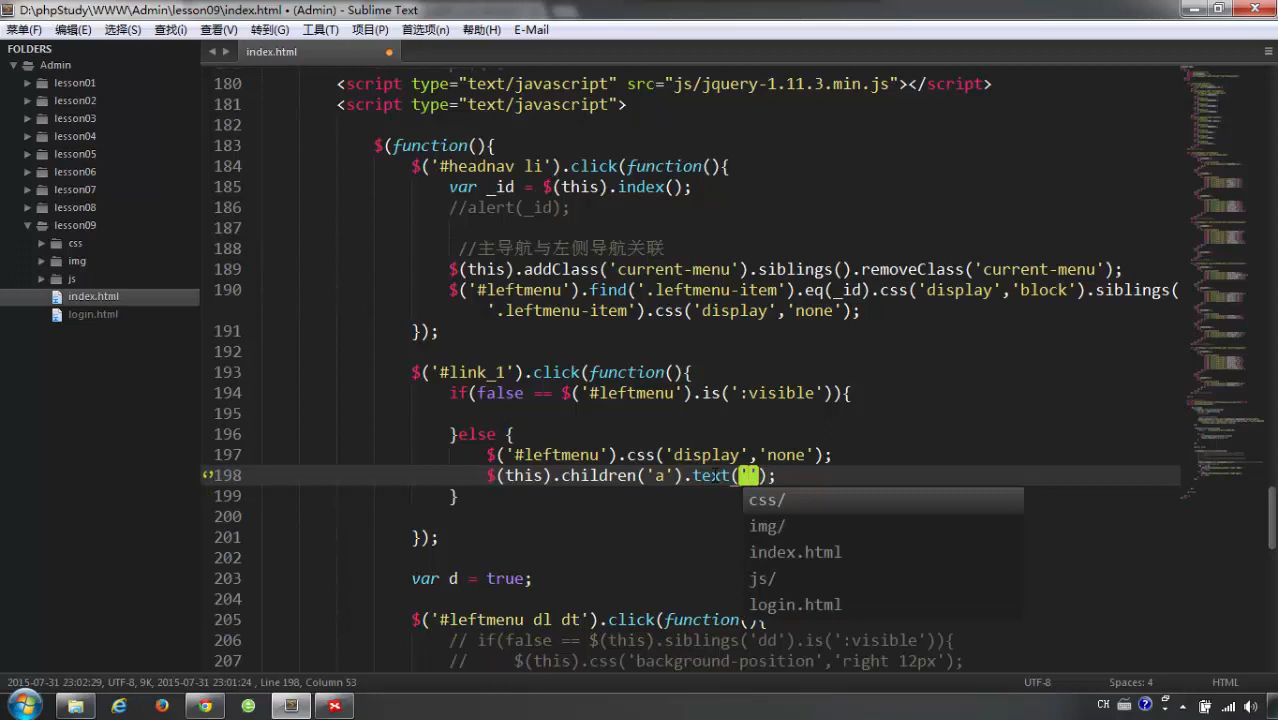 D:\phpStudy\WWW\Admin\lesson09\index.html • (Admin) - Sublime Text
菜单(F) 编辑(E) 选择(S) 查找(i) 查看(V) 转到(G) 工具(T) 项目(P) 首选项(n) 帮助(H) E-Mail
FOLDERS
Admin
lesson01
lesson02
lesson03
lesson04
lesson05
lesson06
lesson07
lesson08
lesson09
css
img
js
index.html
login.html
index.html
180 <script type="text/javascript" src="js/jquery-1.11.3.min.js"></script>
181 <script type="text/javascript">
182
183 $(function(){
184 $('#headnav li').click(function(){
185 var _id = $(this).index();
186 //alert(_id);
187
188 //主导航与左侧导航关联
189 $(this).addClass('current-menu').siblings().removeClass('current-menu');
190 $('#leftmenu').find('.leftmenu-item').eq(_id).css('display','block').siblings(
'.leftmenu-item').css('display','none');
191 });
192
193 $('#link_1').click(function(){
194 if(false == $('#leftmenu').is(':visible')){
195
196 }else {
197 $('#leftmenu').css('display','none');
198 $(this).children('a').text('');
199 }
200
201 });
202
203 var d = true;
204
205 $('#leftmenu dl dt').click(function(){
206 // if(false == $(this).siblings('dd').is(':visible')){
207 // $(this).css('background-position','right 12px');
css/
img/
index.html
js/
login.html
2015-07-31 23:02:29, UTF-8, 9K, 2015-07-31 23:01:24 , Line 198, Column 53
UTF-8
Spaces: 4
HTML
CH